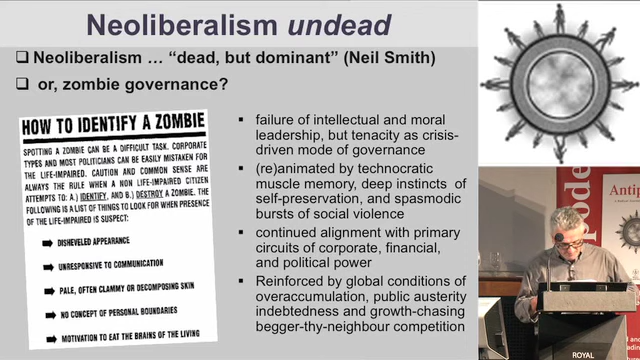 Neoliberalism undead
❑ Neoliberalism … “dead, but dominant” (Neil Smith)
❑ or, zombie governance?
HOW TO IDENTIFY A ZOMBIE
SPOTTING A ZOMBIE CAN BE A DIFFICULT TASK. CORPORATE
TYPES AND MOST POLITICIANS CAN BE EASILY MISTAKEN FOR
THE LIFE-IMPAIRED. CAUTION AND COMMON SENSE ARE
ALWAYS THE RULE WHEN A NON LIFE-IMPAIRED CITIZEN
ATTEMPTS TO: A.) IDENTIFY, AND B.) DESTROY A ZOMBIE. THE
FOLLOWING IS A LIST OF THINGS TO LOOK FOR WHEN PRESENCE
OF THE LIFE-IMPAIRED IS SUSPECT:
DISHEVELED APPEARANCE
UNRESPONSIVE TO COMMUNICATION
PALE, OFTEN CLAMMY OR DECOMPOSING SKIN
NO CONCEPT OF PERSONAL BOUNDARIES
MOTIVATION TO EAT THE BRAINS OF THE LIVING
▪ failure of intellectual and moral
leadership, but tenacity as crisis-
driven mode of governance
▪ (re)animated by technocratic
muscle memory, deep instincts of
self-preservation, and spasmodic
bursts of social violence
▪ continued alignment with primary
circuits of corporate, financial,
and political power
▪ Reinforced by global conditions of
overaccumulation, public austerity
indebtedness and growth-chasing
begger-thy-neighbour competition
Antip
ROYAL